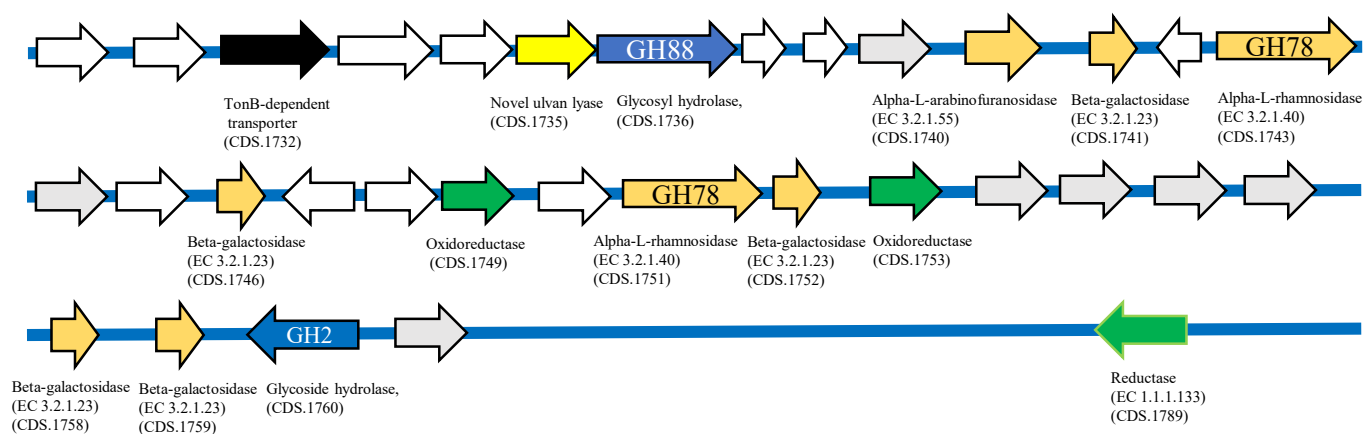 GH88
GH78
TonB-dependent
transporter
(CDS.1732)
Novel ulvan lyase
(CDS.1735)
Glycosyl hydrolase,
(CDS.1736)
Alpha-L-arabinofuranosidase
(EC 3.2.1.55)
(CDS.1740)
Beta-galactosidase
(EC 3.2.1.23)
(CDS.1741)
Alpha-L-rhamnosidase
(EC 3.2.1.40)
(CDS.1743)
GH78
Beta-galactosidase
(EC 3.2.1.23)
(CDS.1746)
Oxidoreductase
(CDS.1749)
Alpha-L-rhamnosidase
(EC 3.2.1.40)
(CDS.1751)
Beta-galactosidase
(EC 3.2.1.23)
(CDS.1752)
Oxidoreductase
(CDS.1753)
GH2
Beta-galactosidase
(EC 3.2.1.23)
(CDS.1758)
Beta-galactosidase
(EC 3.2.1.23)
(CDS.1759)
Glycoside hydrolase,
(CDS.1760)
Reductase
(EC 1.1.1.133)
(CDS.1789)